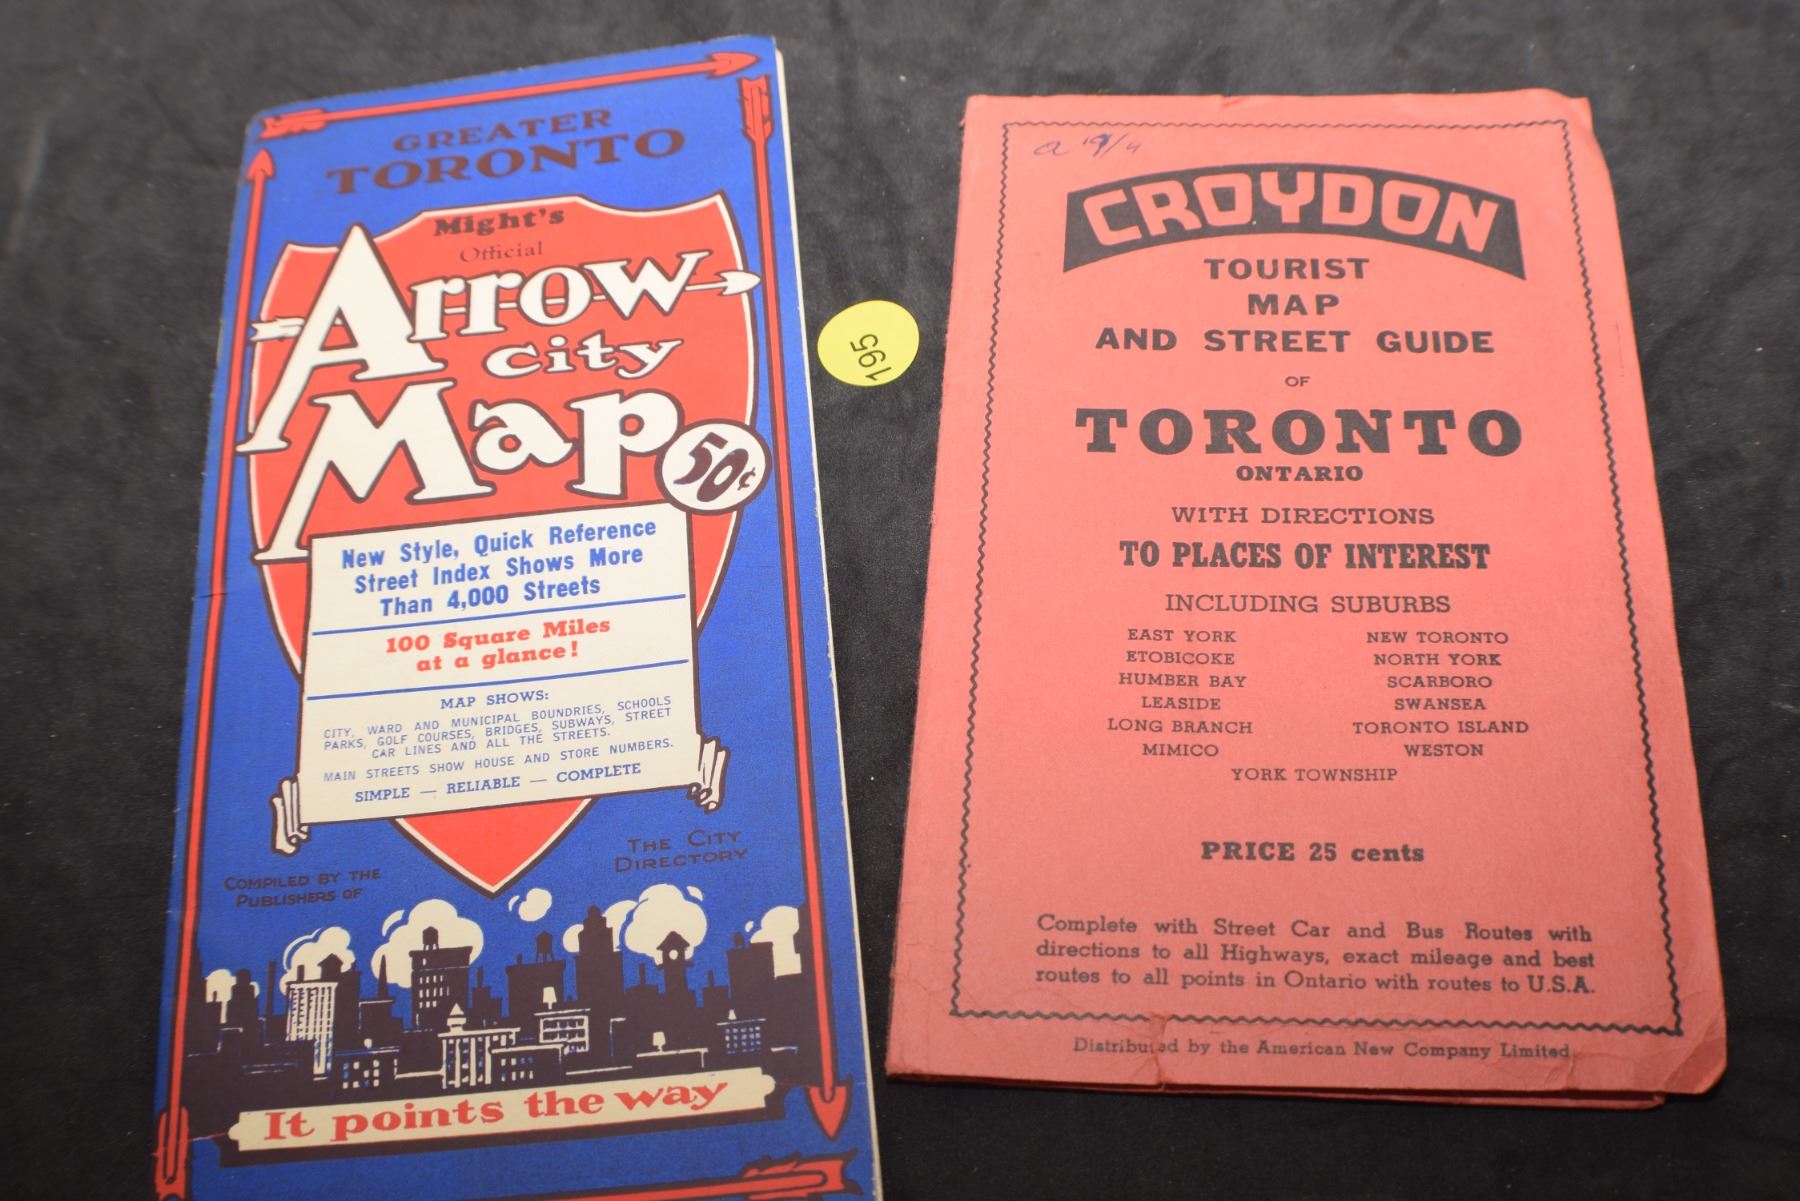 GREATER
TORONTO
Might's
Official
Arrow
city
Map
50¢
New Style, Quick Reference
Street Index Shows More
Than 4,000 Streets
100 Square Miles
at a glance!
MAP SHOWS:
CITY, WARD AND MUNICIPAL BOUNDRIES, SCHOOLS
PARKS, GOLF COURSES, BRIDGES, SUBWAYS, STREET
CAR LINES AND ALL THE STREETS.
MAIN STREETS SHOW HOUSE AND STORE NUMBERS.
SIMPLE — RELIABLE — COMPLETE
COMPILED BY THE
PUBLISHERS OF
THE CITY
DIRECTORY
It points the way
195
CROYDON
TOURIST
MAP
AND STREET GUIDE
OF
TORONTO
ONTARIO
WITH DIRECTIONS
TO PLACES OF INTEREST
INCLUDING SUBURBS
EAST YORK
ETOBICOKE
HUMBER BAY
LEASIDE
LONG BRANCH
MIMICO
NEW TORONTO
NORTH YORK
SCARBORO
SWANSEA
TORONTO ISLAND
WESTON
YORK TOWNSHIP
PRICE 25 cents
Complete with Street Car and Bus Routes with
directions to all Highways, exact mileage and best
routes to all points in Ontario with routes to U.S.A.
by the American New Company Limited